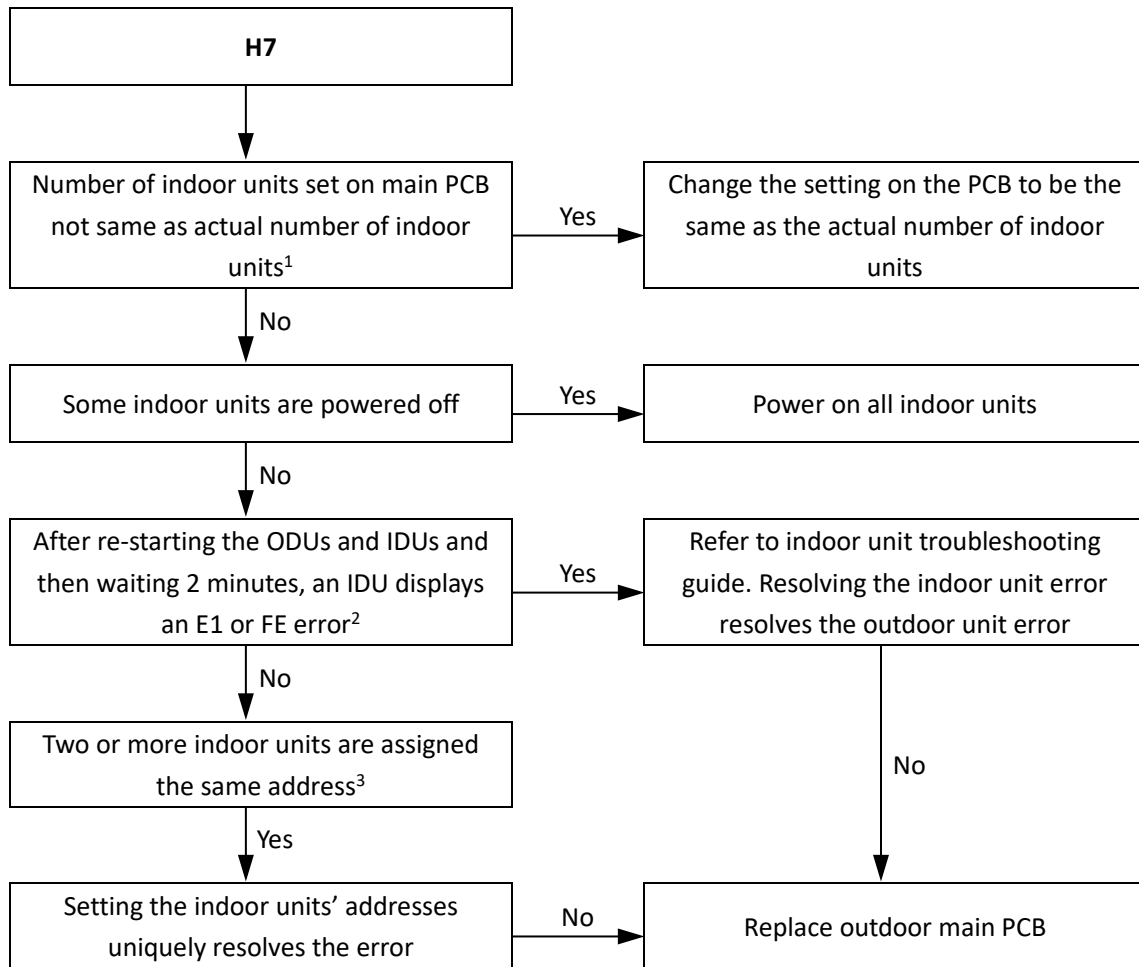 H7
Number of indoor units set on main PCB
not same as actual number of indoor
units¹
Yes
Change the setting on the PCB to be the
same as the actual number of indoor
units
No
Some indoor units are powered off
Yes
Power on all indoor units
No
After re-starting the ODUs and IDUs and
then waiting 2 minutes, an IDU displays
an E1 or FE error²
Yes
Refer to indoor unit troubleshooting
guide. Resolving the indoor unit error
resolves the outdoor unit error
No
Two or more indoor units are assigned
the same address³
No
Yes
Setting the indoor units’ addresses
uniquely resolves the error
No
Replace outdoor main PCB